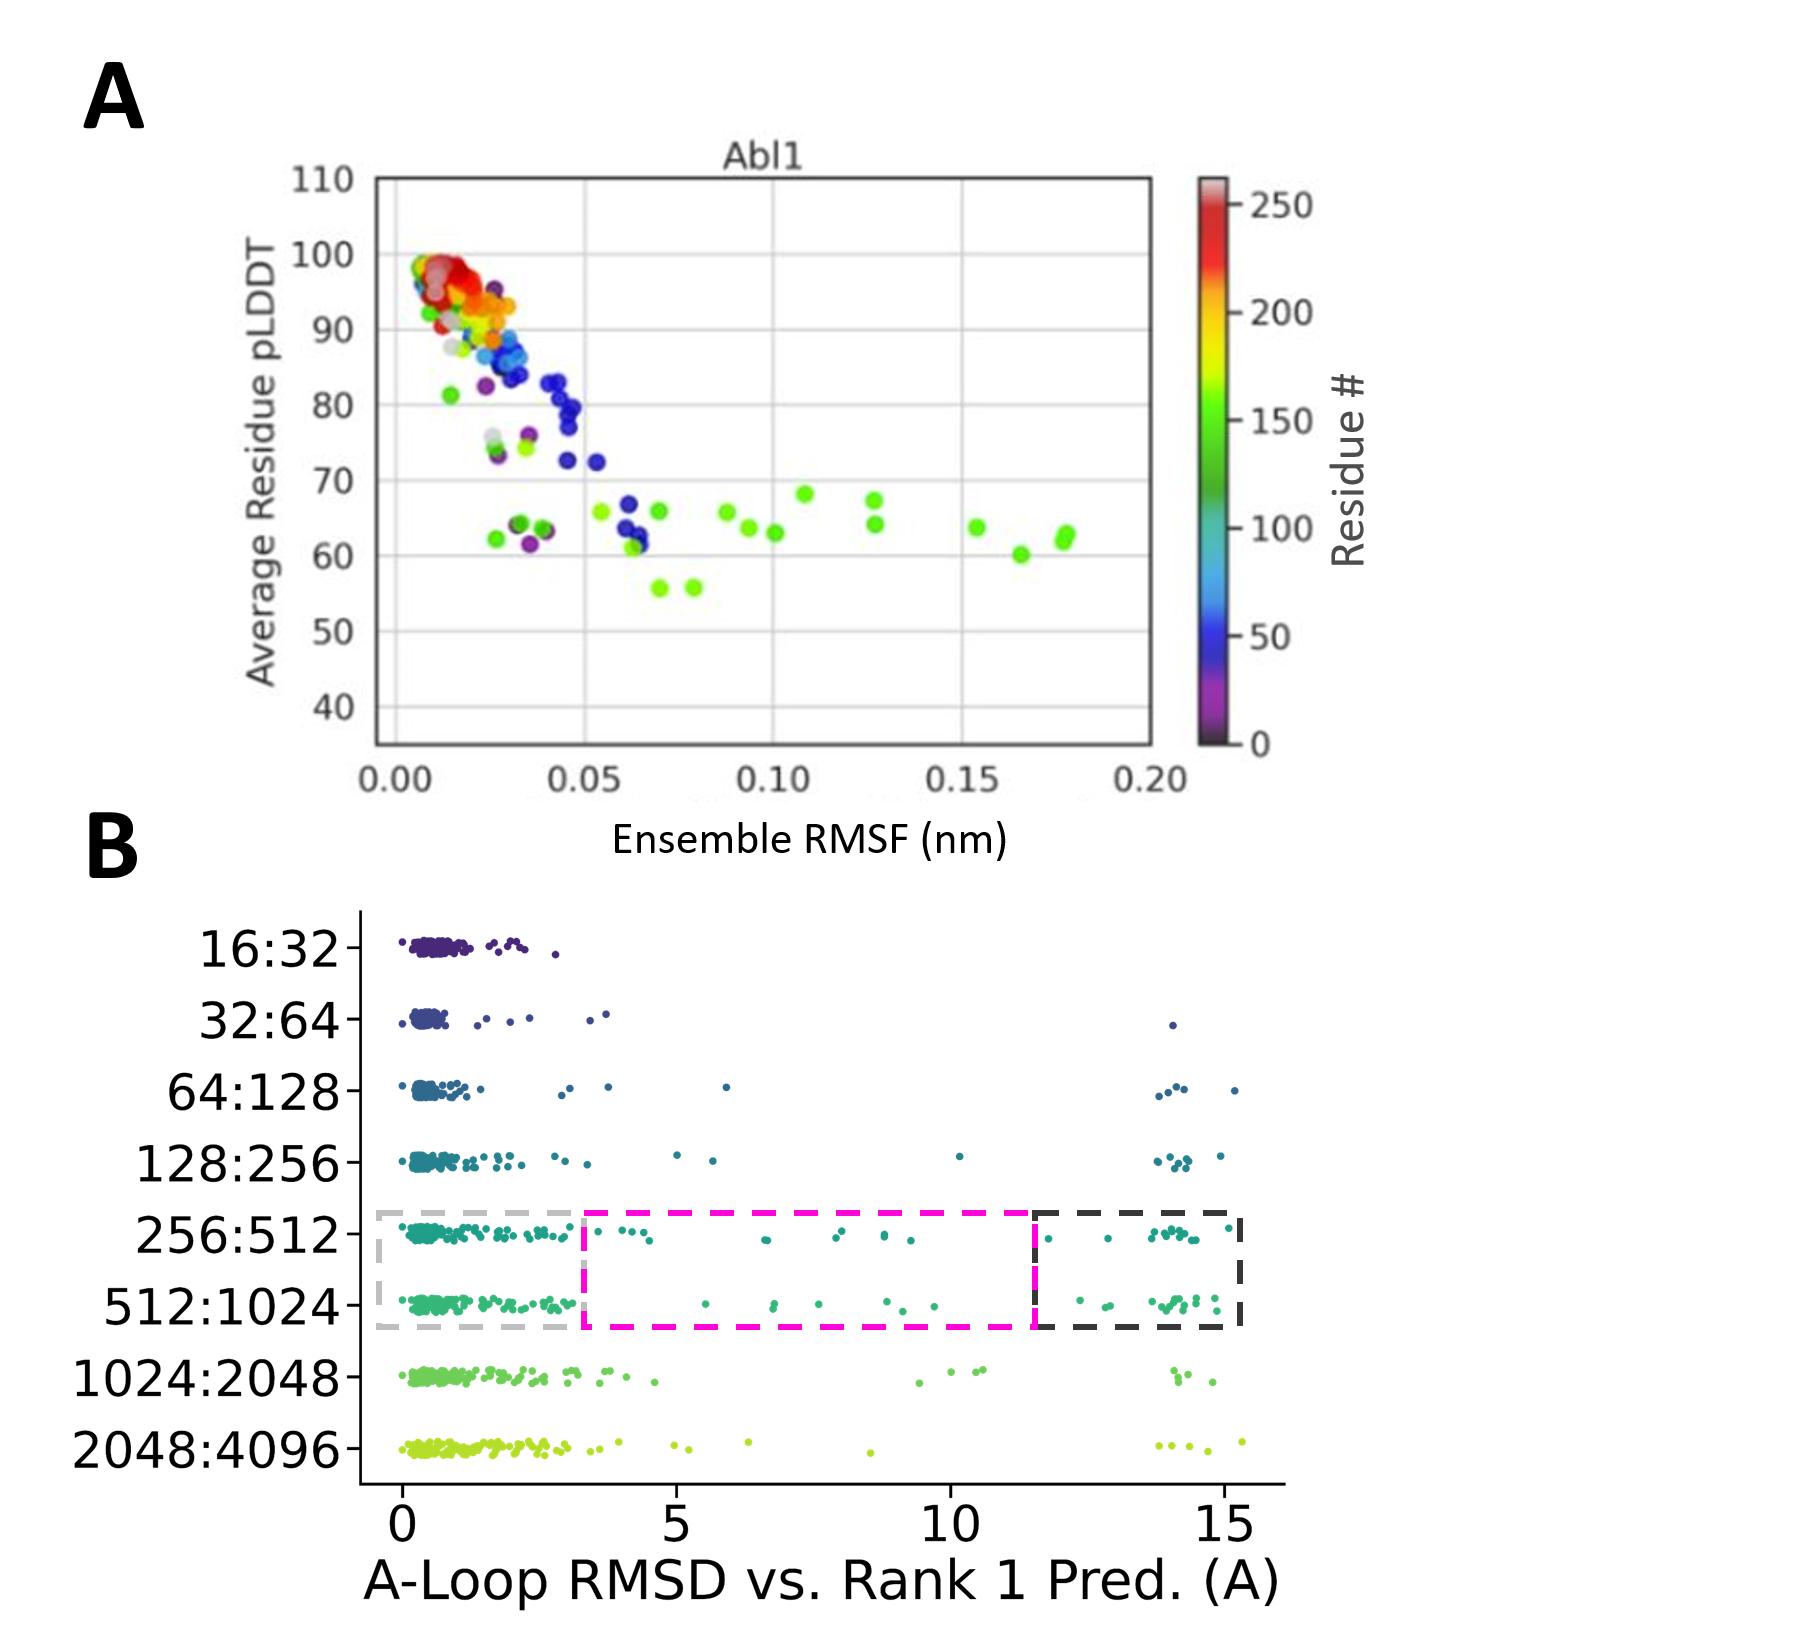 A
Abl1
110
100
90
80
70
60
50
40
Average Residue pLDDT
0.00 0.05 0.10 0.15 0.20
Ensemble RMSF (nm)
250
200
150
100
50
0
Residue #
B
16:32
32:64
64:128
128:256
256:512
512:1024
1024:2048
2048:4096
0 5 10 15
A-Loop RMSD vs. Rank 1 Pred. (A)